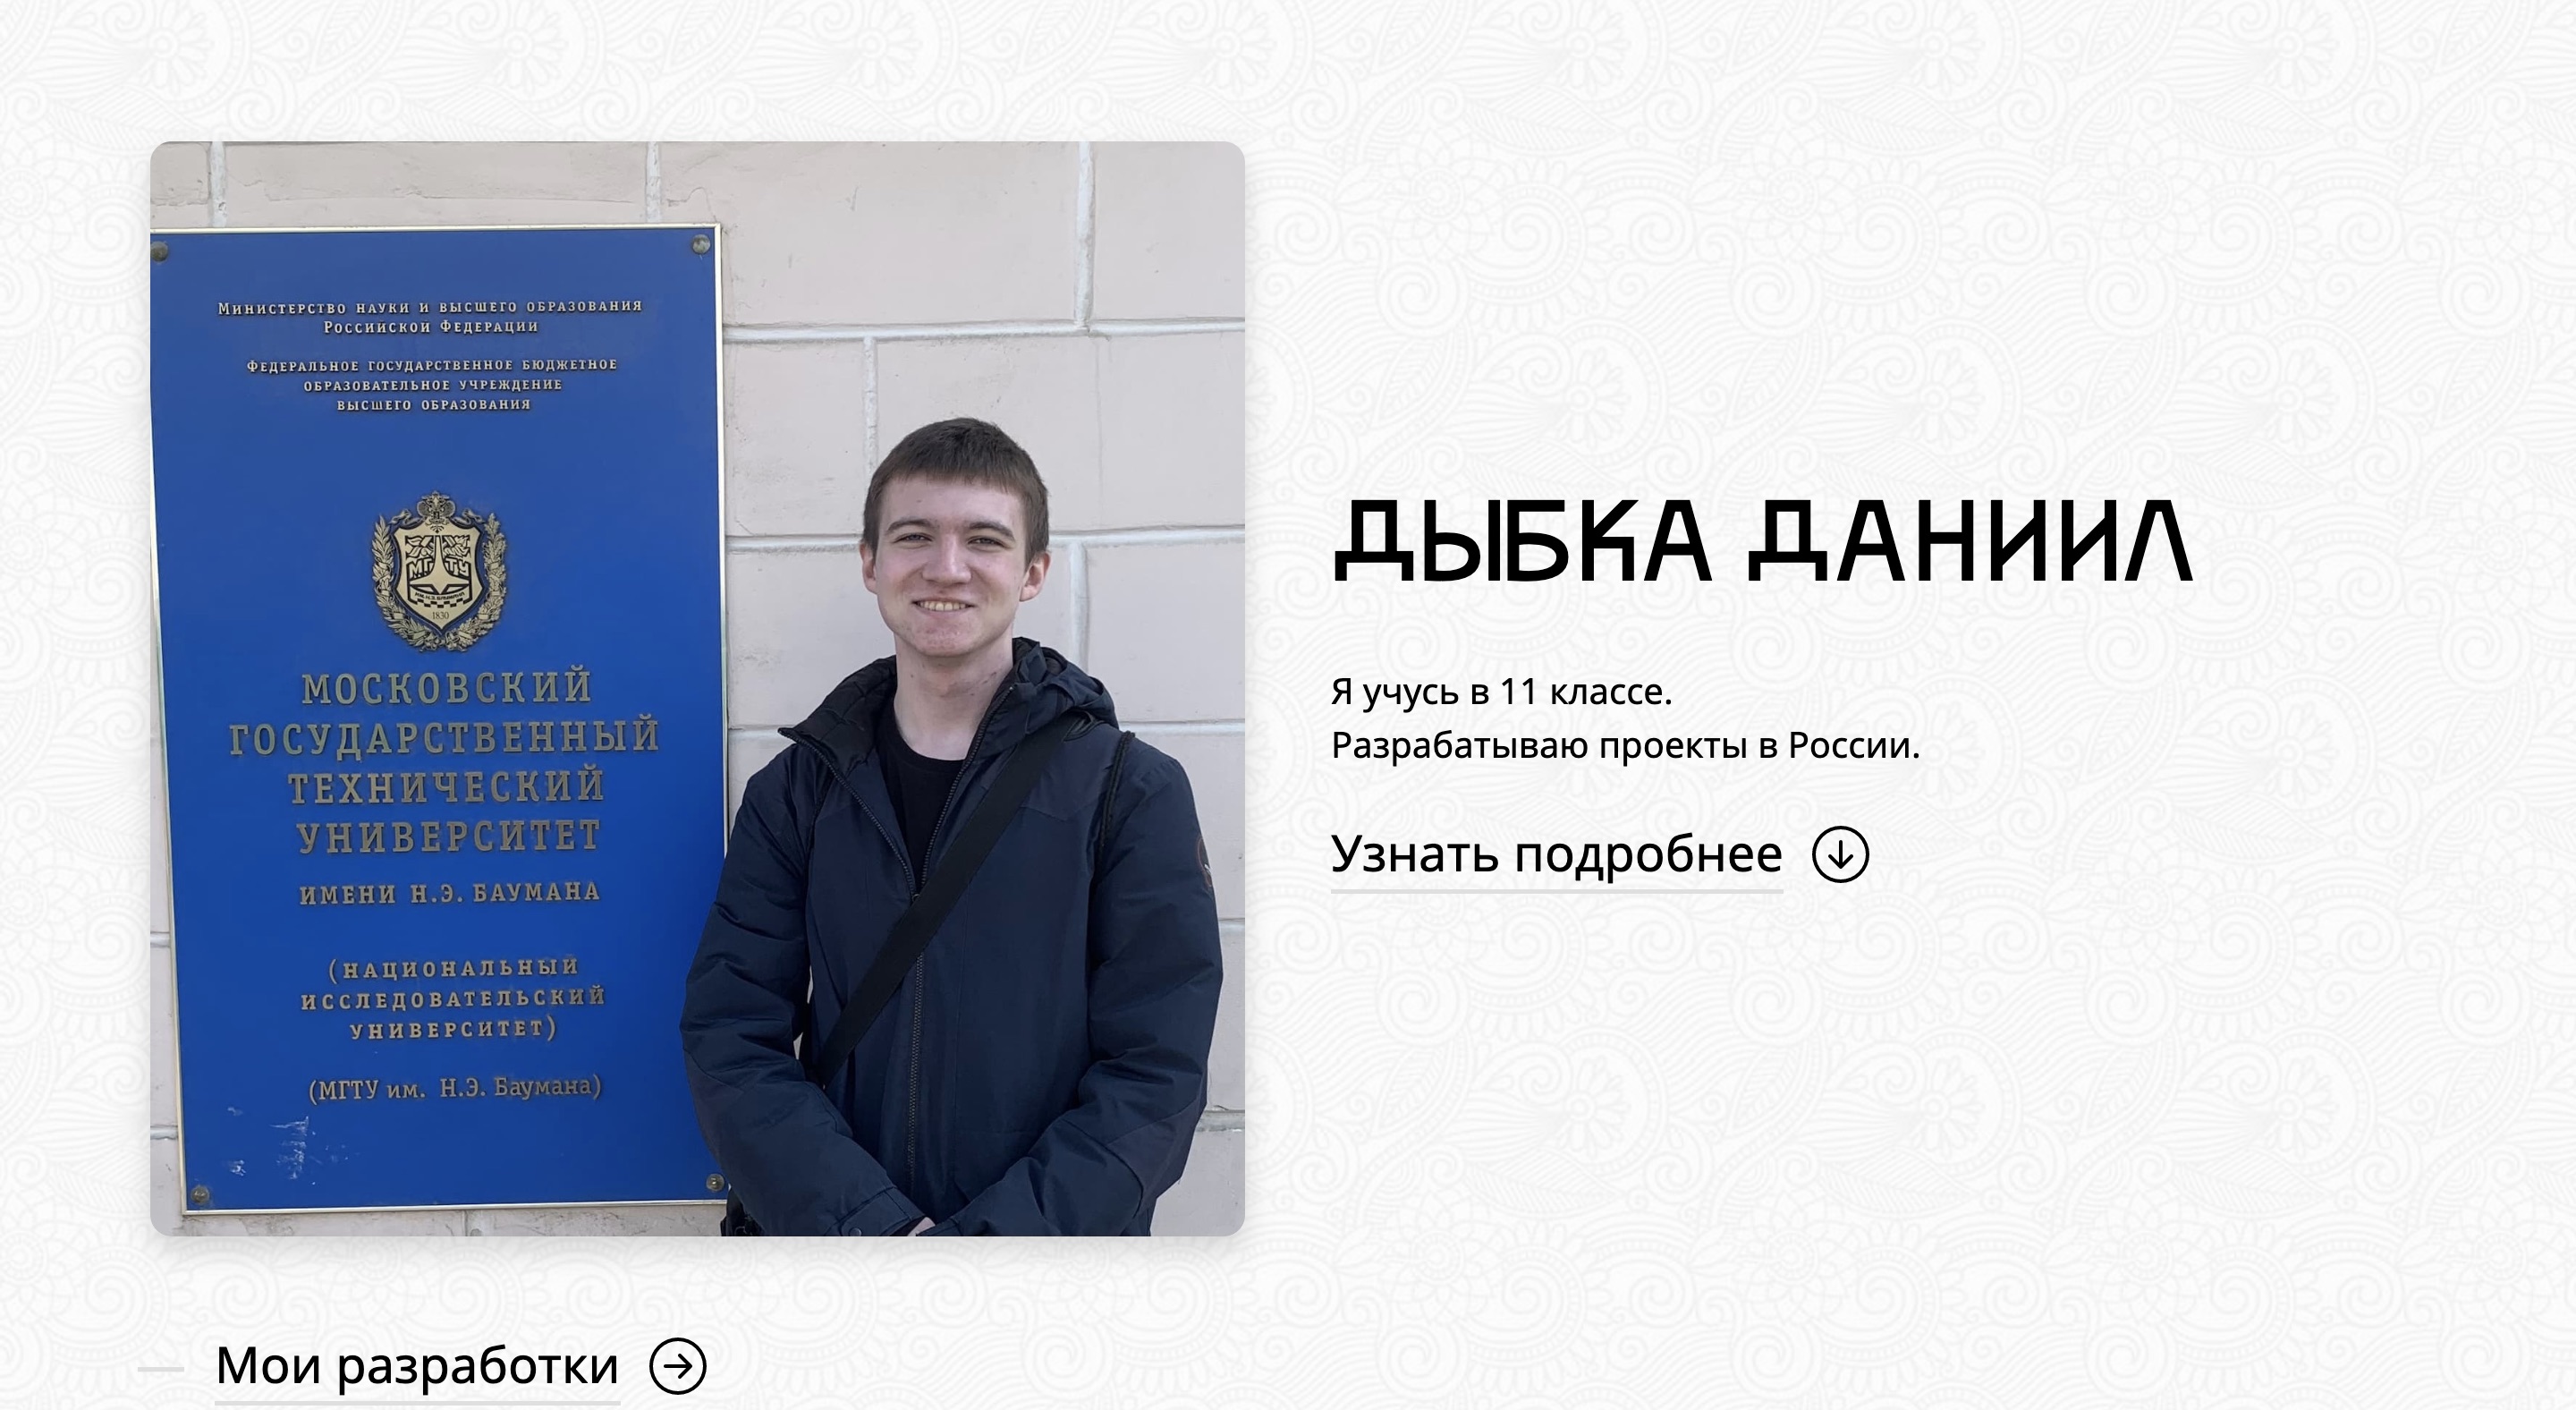 Министерство науки и высшего образования
Российской Федерации
Федеральное государственное бюджетное
образовательное учреждение
высшего образования
МГТУ
1830
МОСКОВСКИЙ
ГОСУДАРСТВЕННЫЙ
ТЕХНИЧЕСКИЙ
УНИВЕРСИТЕТ
ИМЕНИ Н.Э. БАУМАНА
(НАЦИОНАЛЬНЫЙ
ИССЛЕДОВАТЕЛЬСКИЙ
УНИВЕРСИТЕТ)
(МГТУ им. Н.Э. Баумана)
ДЫБКА ДАНИИЛ
Я учусь в 11 классе.
Разрабатываю проекты в России.
Узнать подробнее
Мои разработки